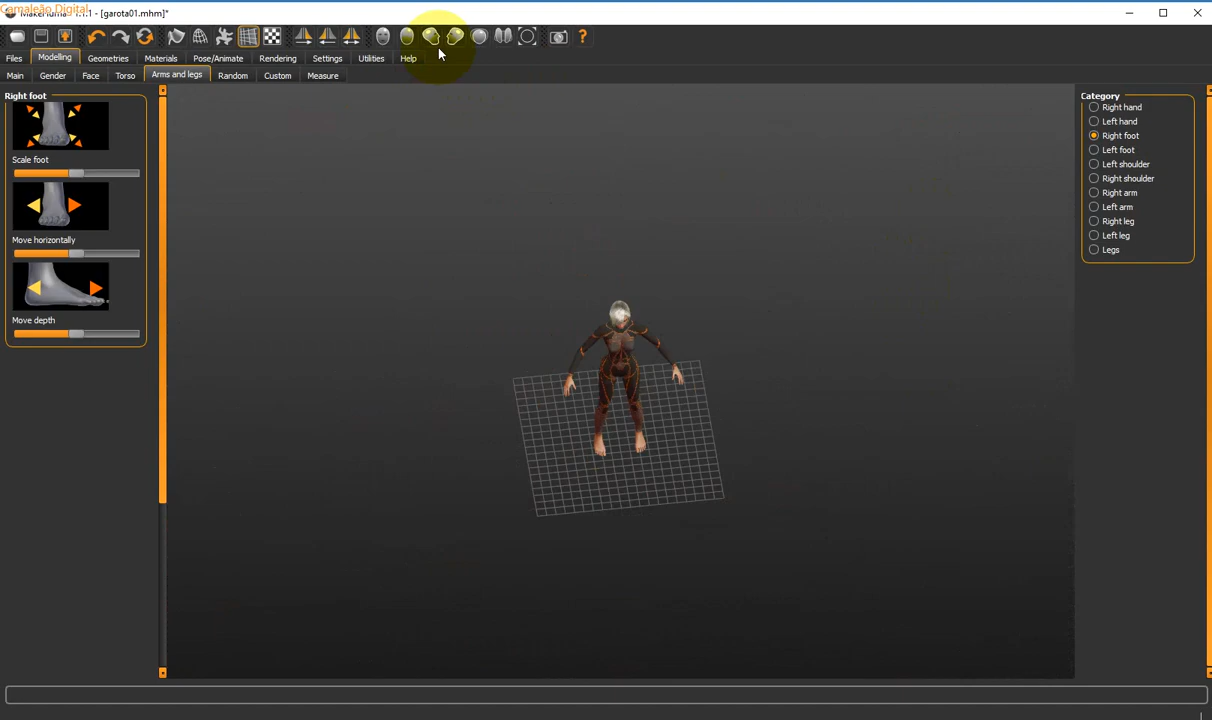 Camaleão Digital
MakeHuman 1.1.1 - [garota01.mhm]*
Files Modelling Geometries Materials Pose/Animate Rendering Settings Utilities Help
Main Gender Face Torso Arms and legs Random Custom Measure
Right foot
Scale foot
Move horizontally
Move depth
Category
Right hand
Left hand
Right foot
Left foot
Left shoulder
Right shoulder
Right arm
Left arm
Right leg
Left leg
Legs